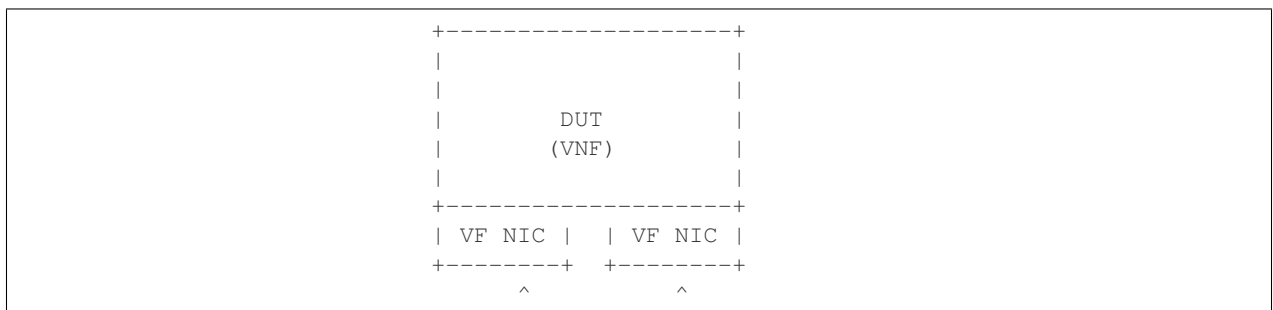 +--------------------+
|                    |
|                    |
|        DUT         |
|       (VNF)        |
|                    |
+--------------------+
| VF NIC |  | VF NIC |
+--------+  +--------+
      ^          ^